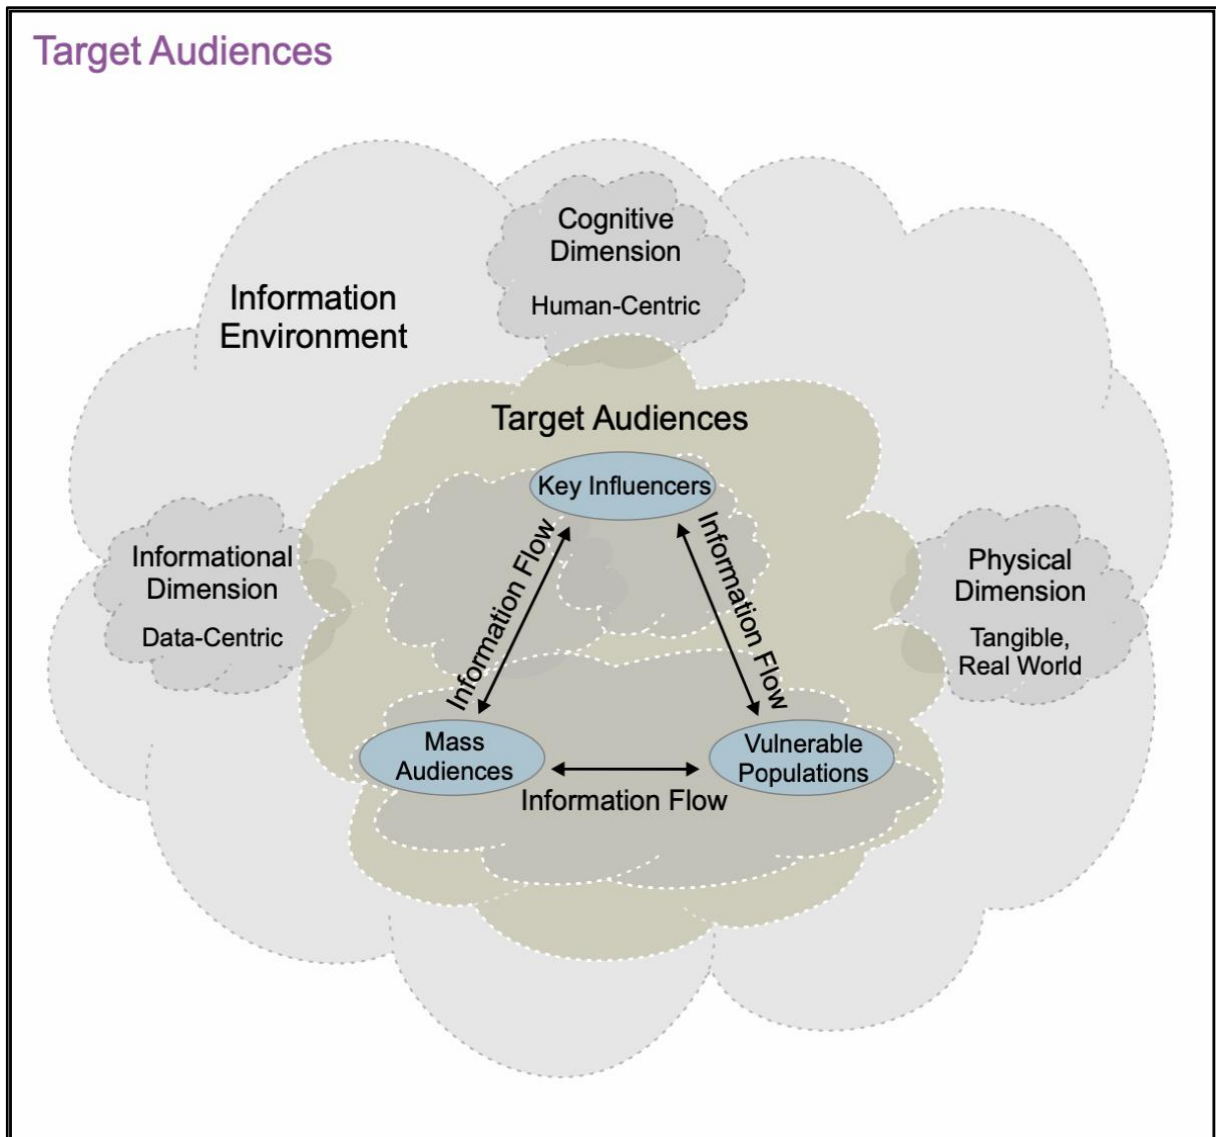 Target Audiences
Cognitive
Dimension
Human-Centric
Information
Environment
Target Audiences
Key Influencers
Information Flow
Information Flow
Informational
Dimension
Data-Centric
Physical
Dimension
Tangible,
Real World
Mass
Audiences
Vulnerable
Populations
Information Flow